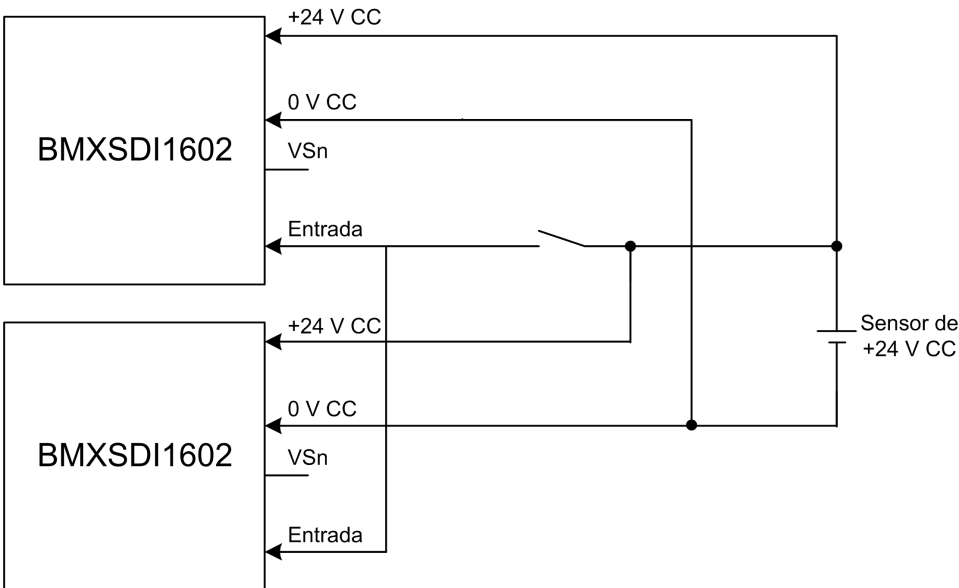 +24 V CC
0 V CC
BMXSDI1602
VSn
Entrada
+24 V CC
Sensor de
+24 V CC
0 V CC
BMXSDI1602
VSn
Entrada